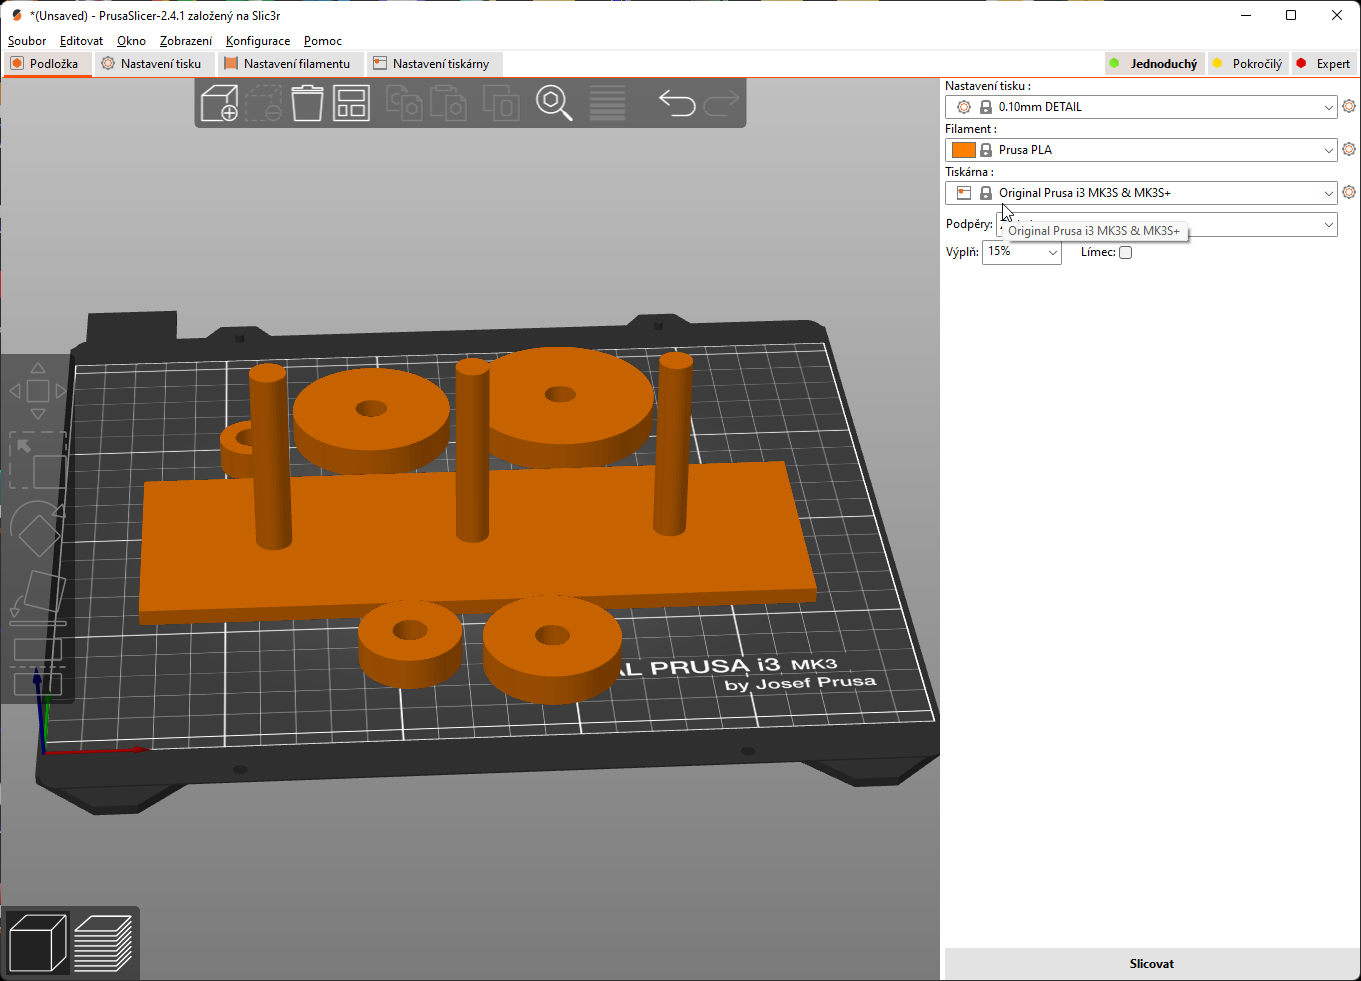 *(Unsaved) - PrusaSlicer-2.4.1 založený na Slic3r
Soubor Editovat Okno Zobrazení Konfigurace Pomoc
Podložka Nastavení tisku Nastavení filamentu Nastavení tiskárny Jednoduchý Pokročilý Expert
Nastavení tisku :
0.10mm DETAIL
Filament :
Prusa PLA
Tiskárna :
Original Prusa i3 MK3S & MK3S+
Podpěry:
Original Prusa i3 MK3S & MK3S+
Výplň: 15% Límec:
PRUSA i3 MK3
by Josef Prusa
Slicovat